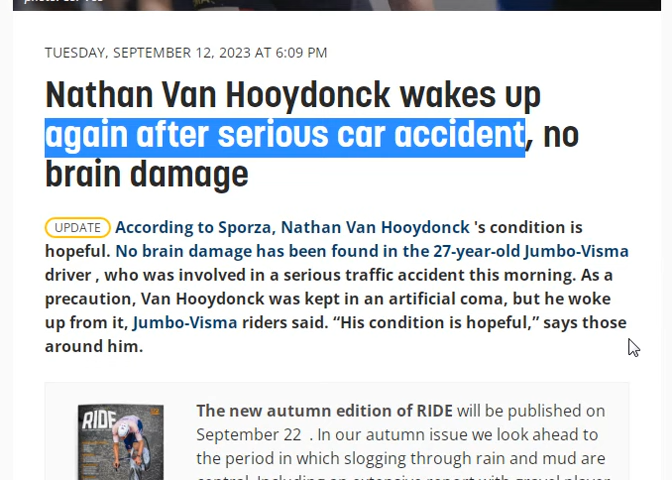 TUESDAY, SEPTEMBER 12, 2023 AT 6:09 PM
Nathan Van Hooydonck wakes up
again after serious car accident, no
brain damage
UPDATE According to Sporza, Nathan Van Hooydonck 's condition is
hopeful. No brain damage has been found in the 27-year-old Jumbo-Visma
driver , who was involved in a serious traffic accident this morning. As a
precaution, Van Hooydonck was kept in an artificial coma, but he woke
up from it, Jumbo-Visma riders said. “His condition is hopeful,” says those
around him.
RIDE
The new autumn edition of RIDE will be published on
September 22 . In our autumn issue we look ahead to
the period in which slogging through rain and mud are